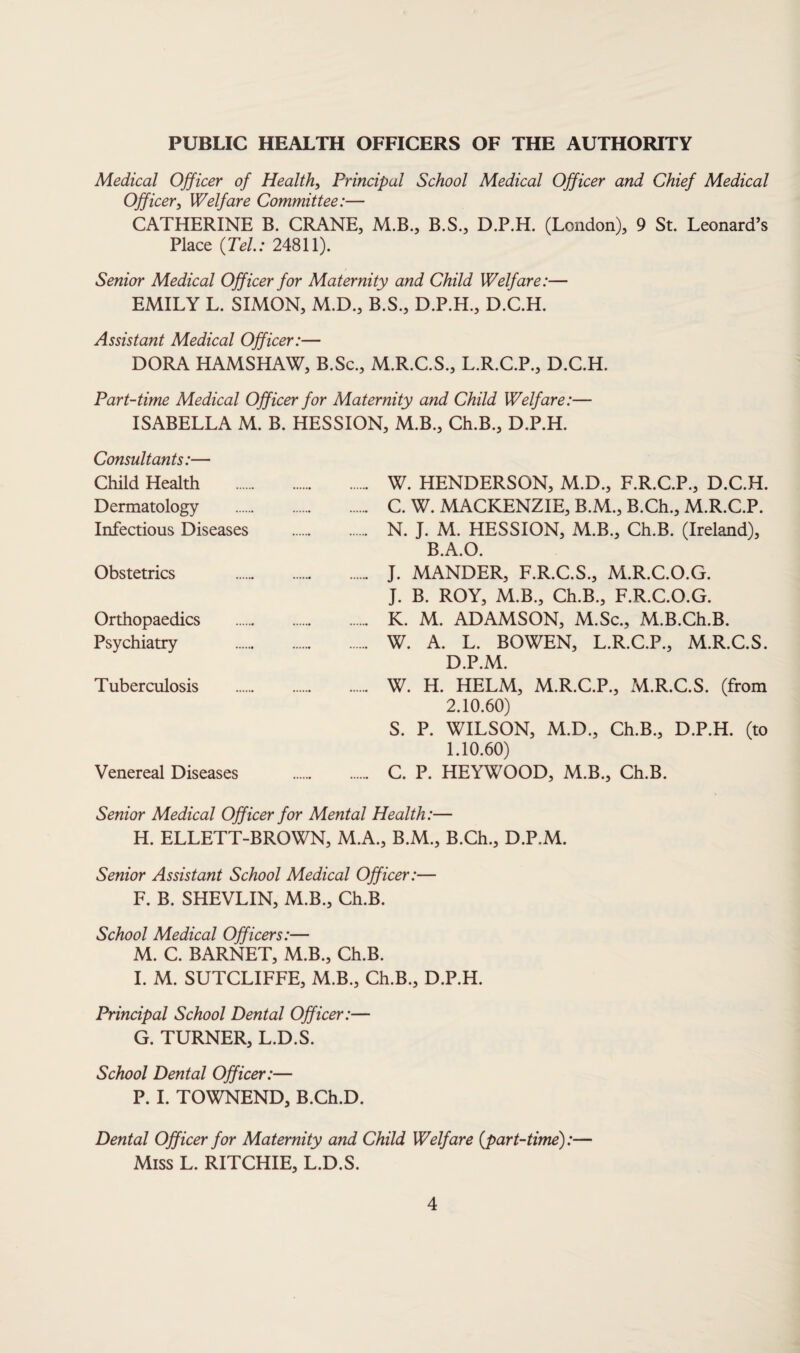 PUBLIC HEALTH OFFICERS OF THE AUTHORITY
Medical Officer of Health, Principal School Medical Officer and Chief Medical
Officer, Welfare Committee:—
CATHERINE B. CRANE, M.B., B.S., D.P.H. (London), 9 St. Leonard's
Place (Tel.: 24811).
Senior Medical Officer for Maternity and Child Welfare:—
EMILY L. SIMON, M.D., B.S., D.P.H., D.C.H.
Assistant Medical Officer:—
DORA HAMSHAW, B.Sc., M.R.C.S., L.R.C.P., D.C.H.
Part-time Medical Officer for Maternity and Child Welfare:—
ISABELLA M. B. HESSION, M.B., Ch.B., D.P.H.
Consultants:—
Child Health ...... ...... ...... W. HENDERSON, M.D., F.R.C.P., D.C.H.
Dermatology ...... ...... ...... C. W. MACKENZIE, B.M., B.Ch., M.R.C.P.
Infectious Diseases ...... ...... N. J. M. HESSION, M.B., Ch.B. (Ireland),
B.A.O.
Obstetrics ...... ...... ...... J. MANDER, F.R.C.S., M.R.C.O.G.
J. B. ROY, M.B., Ch.B., F.R.C.O.G.
Orthopaedics ...... ...... ...... K. M. ADAMSON, M.Sc., M.B.Ch.B.
Psychiatry ...... ...... ...... W. A. L. BOWEN, L.R.C.P., M.R.C.S.
D.P.M.
Tuberculosis ...... ...... ...... W. H. HELM, M.R.C.P., M.R.C.S. (from
2.10.60)
S. P. WILSON, M.D., Ch.B., D.P.H. (to
1.10.60)
Venereal Diseases ...... ...... C. P. HEYWOOD, M.B., Ch.B.
Senior Medical Officer for Mental Health:—
H. ELLETT-BROWN, M.A., B.M., B.Ch., D.P.M.
Senior Assistant School Medical Officer:—
F. B. SHEVLIN, M.B., Ch.B.
School Medical Officers:—
M. C. BARNET, M.B., Ch.B.
I. M. SUTCLIFFE, M.B., Ch.B., D.P.H.
Principal School Dental Officer:—
G. TURNER, L.D.S.
School Dental Officer:—
P. I. TOWNEND, B.Ch.D.
Dental Officer for Maternity and Child Welfare (part-time):—
Miss L. RITCHIE, L.D.S.
4